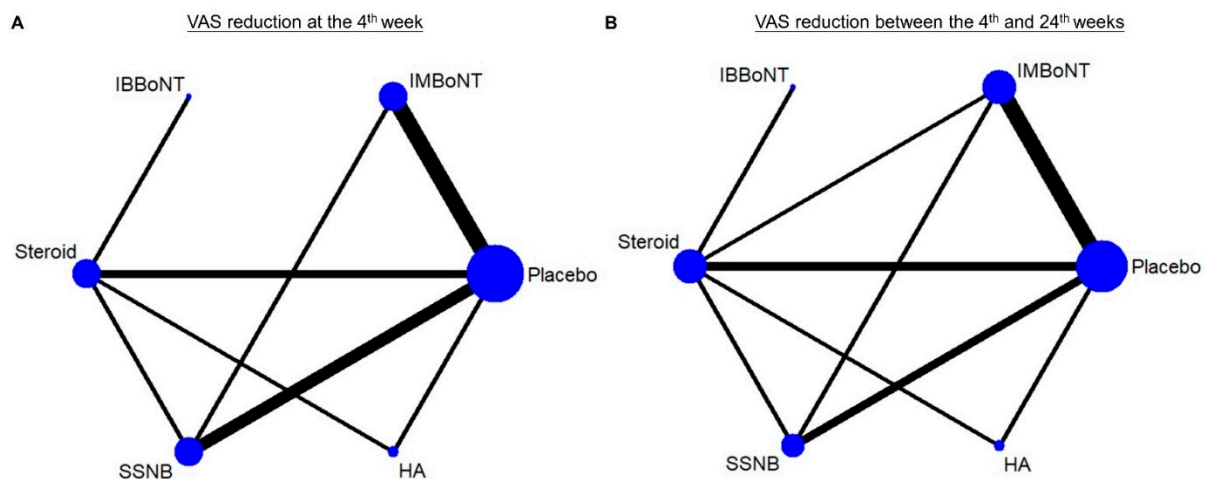 A
VAS reduction at the 4th week
IBBoNT
IMBoNT
Steroid
Placebo
SSNB
HA
B
VAS reduction between the 4th and 24th weeks
IBBoNT
IMBoNT
Steroid
Placebo
SSNB
HA